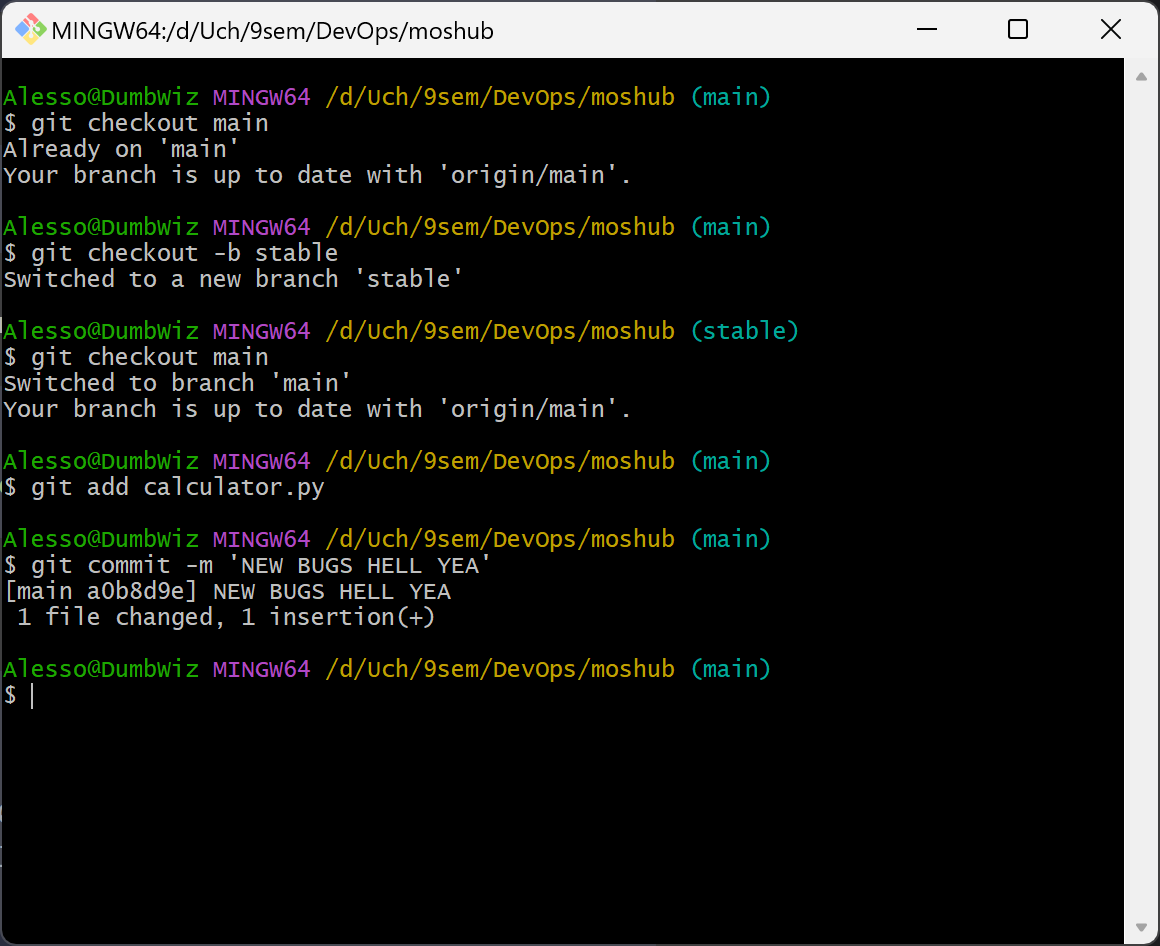 MINGW64:/d/Uch/9sem/DevOps/moshub
Alesso@DumbWiz MINGW64 /d/Uch/9sem/DevOps/moshub (main)
$ git checkout main
Already on 'main'
Your branch is up to date with 'origin/main'.
Alesso@DumbWiz MINGW64 /d/Uch/9sem/DevOps/moshub (main)
$ git checkout -b stable
Switched to a new branch 'stable'
Alesso@DumbWiz MINGW64 /d/Uch/9sem/DevOps/moshub (stable)
$ git checkout main
Switched to branch 'main'
Your branch is up to date with 'origin/main'.
Alesso@DumbWiz MINGW64 /d/Uch/9sem/DevOps/moshub (main)
$ git add calculator.py
Alesso@DumbWiz MINGW64 /d/Uch/9sem/DevOps/moshub (main)
$ git commit -m 'NEW BUGS HELL YEA'
[main a0b8d9e] NEW BUGS HELL YEA
 1 file changed, 1 insertion(+)
Alesso@DumbWiz MINGW64 /d/Uch/9sem/DevOps/moshub (main)
$